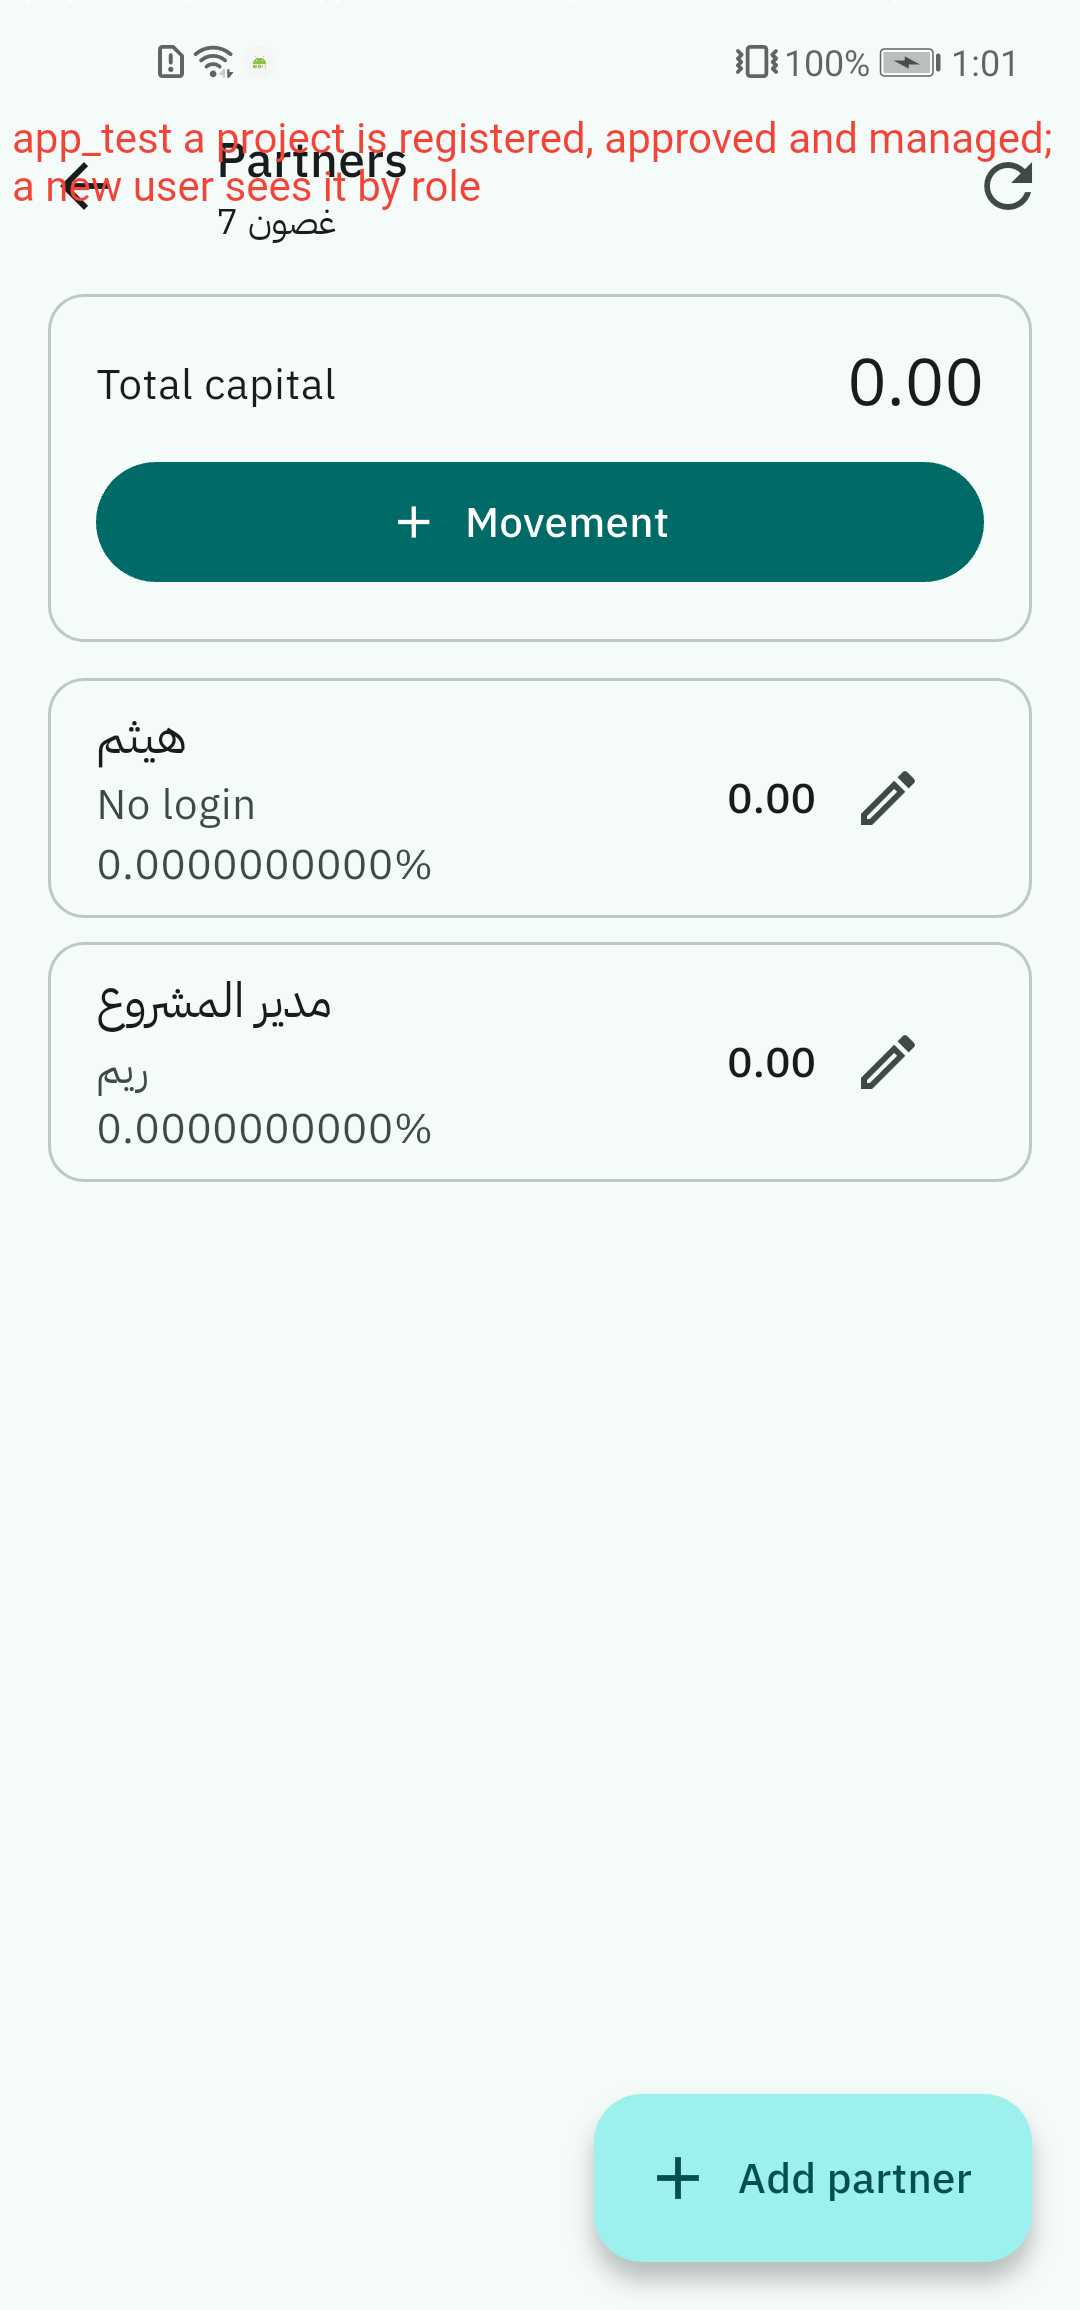 100% 1:01
app_test a project is registered, approved and managed;
a new user sees it by role
Partners
غصون 7
Total capital 0.00
+ Movement
هيثم
No login
0.00
0.0000000000%
مدير المشروع
ريم
0.00
0.0000000000%
+ Add partner